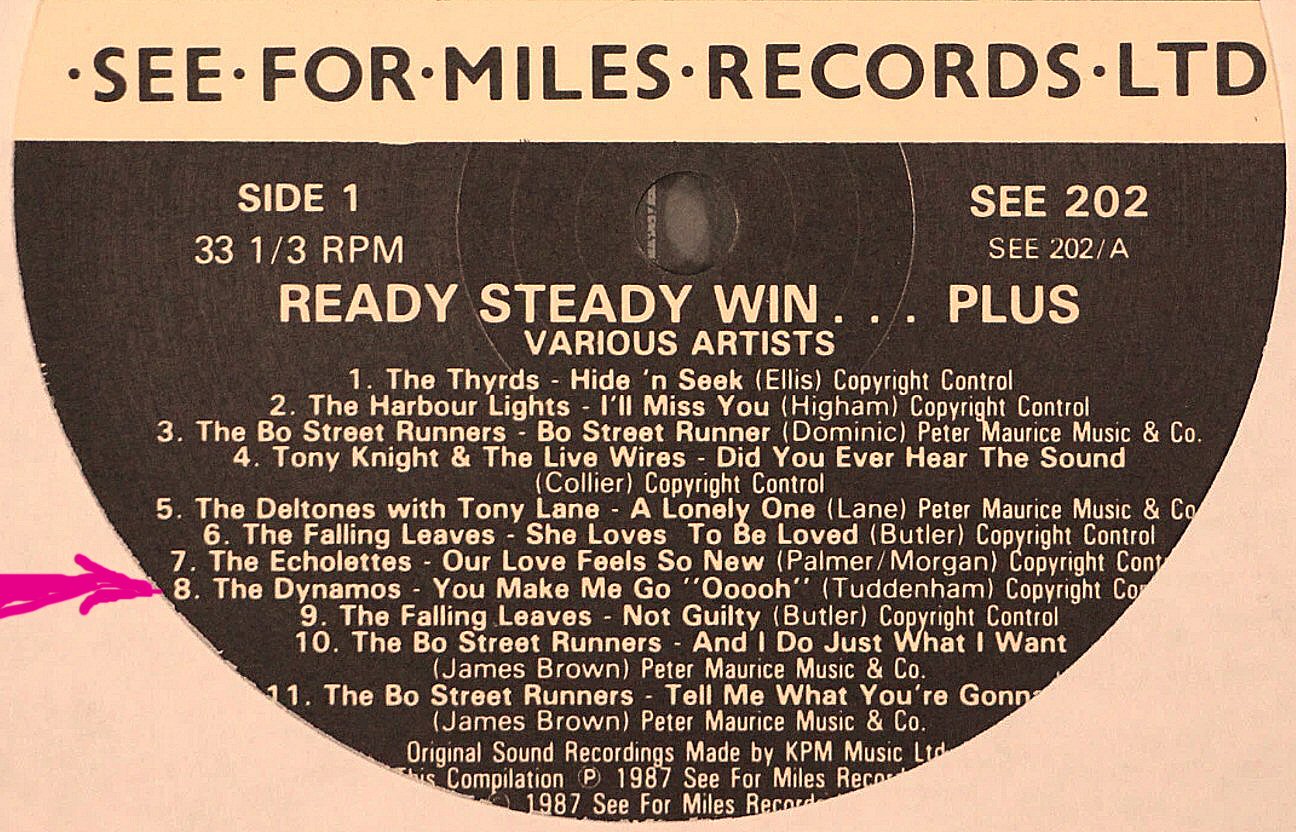 ·SEE·FOR·MILES·RECORDS·LTD
SIDE 1
33 1/3 RPM
SEE 202
SEE 202/A
READY STEADY WIN . . . PLUS
VARIOUS ARTISTS
1. The Thyrds - Hide 'n Seek (Ellis) Copyright Control
2. The Harbour Lights - I'll Miss You (Higham) Copyright Control
3. The Bo Street Runners - Bo Street Runner (Dominic) Peter Maurice Music & Co.
4. Tony Knight & The Live Wires - Did You Ever Hear The Sound
(Collier) Copyright Control
5. The Deltones with Tony Lane - A Lonely One (Lane) Peter Maurice Music & Co
6. The Falling Leaves - She Loves To Be Loved (Butler) Copyright Control
7. The Echolettes - Our Love Feels So New (Palmer/Morgan) Copyright Cont
8. The Dynamos - You Make Me Go "Ooooh" (Tuddenham) Copyright Co
9. The Falling Leaves - Not Guilty (Butler) Copyright Control
10. The Bo Street Runners - And I Do Just What I Want
(James Brown) Peter Maurice Music & Co.
11. The Bo Street Runners - Tell Me What You're Gonn
(James Brown) Peter Maurice Music & Co.
Original Sound Recordings Made by KPM Music Ltd
his Compilation ℗ 1987 See For Miles Recor
1987 See For Miles Record